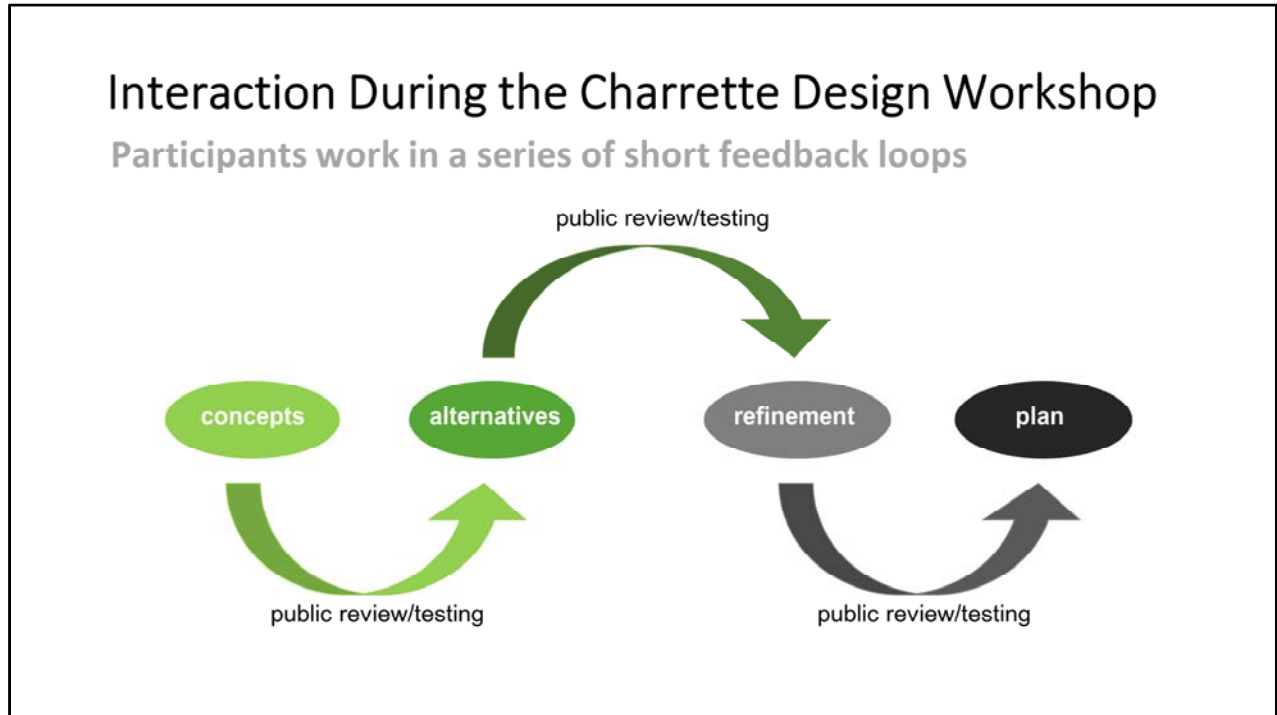 Interaction During the Charrette Design Workshop
Participants work in a series of short feedback loops
public review/testing
concepts
alternatives
refinement
plan
public review/testing
public review/testing